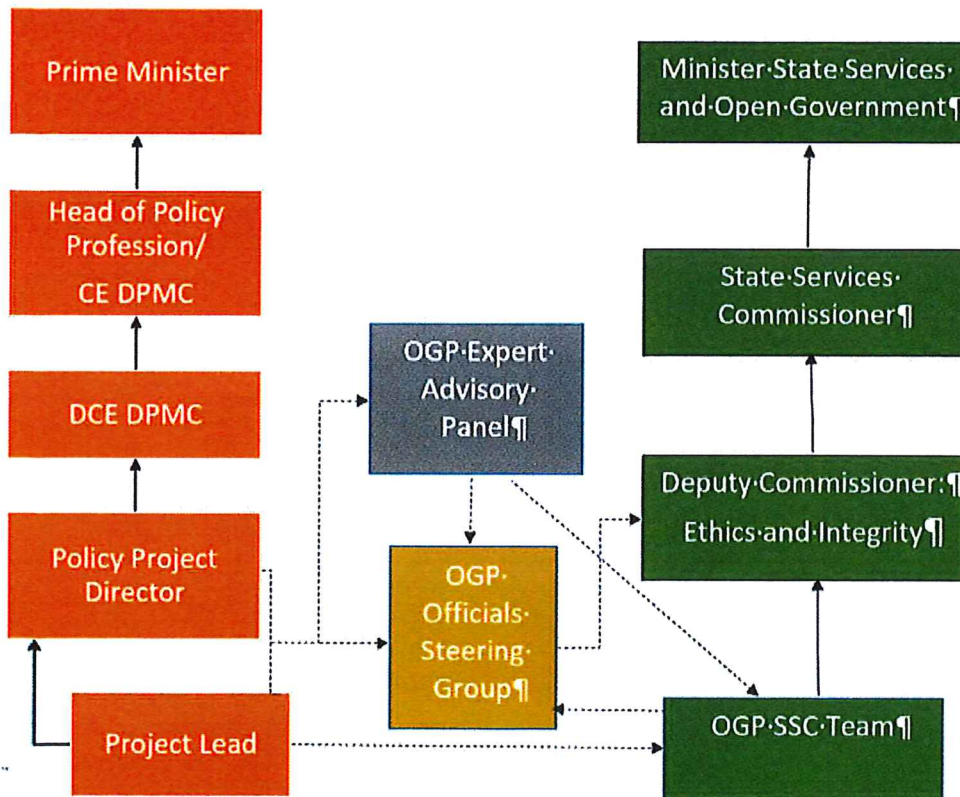 Prime Minister
Head of Policy
Profession/
CE DPMC
DCE DPMC
Policy Project
Director
Project Lead
OGP·Expert·
Advisory·
Panel¶
OGP·
Officials·
Steering·
Group¶
Minister·State·Services·
and·Open·Government¶
State·Services·
Commissioner¶
Deputy·Commissioner:¶
Ethics·and·Integrity¶
OGP·SSC·Team¶